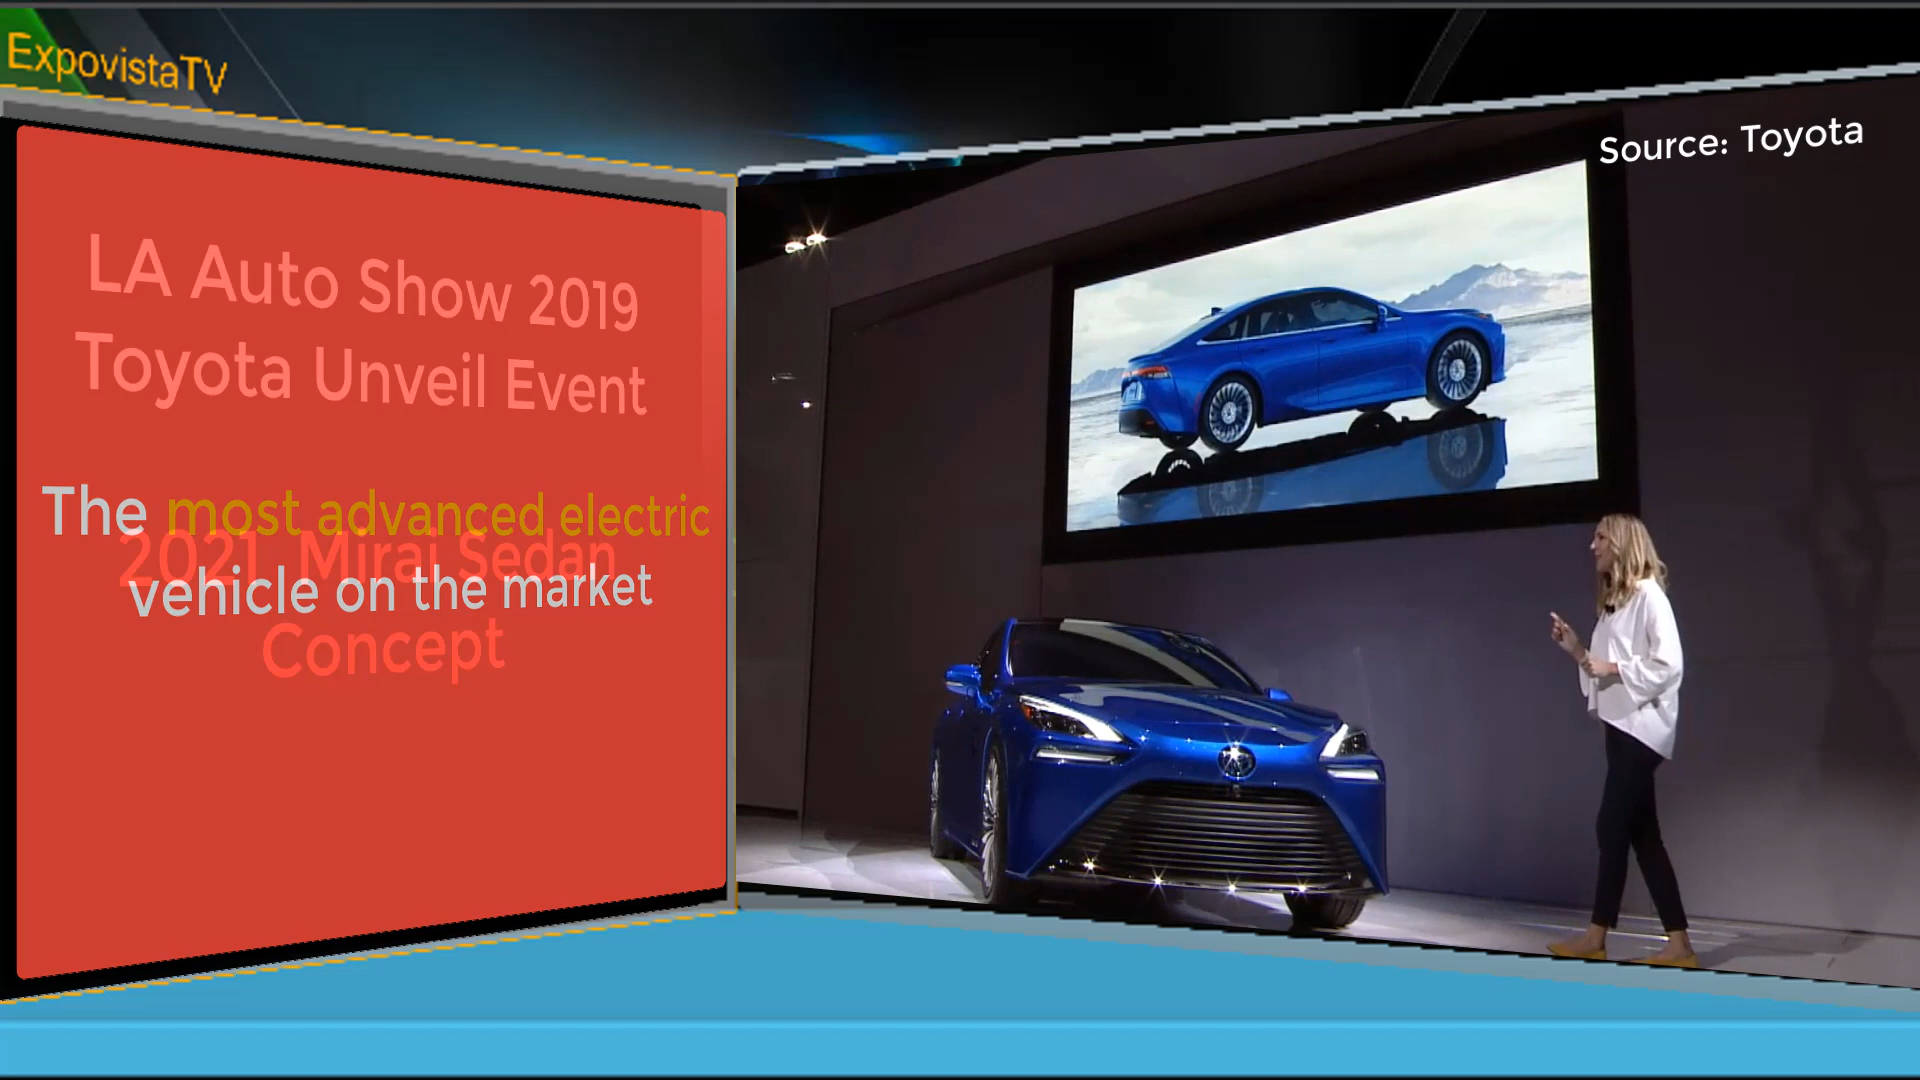 ExpovistaTV
Source: Toyota
LA Auto Show 2019
Toyota Unveil Event
The most advanced electric
2021 Mirai Sedan
vehicle on the market
Concept